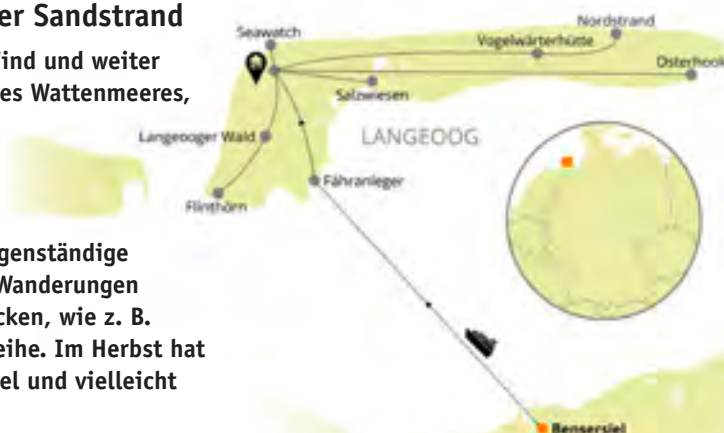 er Sandstrand
ind und weiter
es Wattenmeeres,
genständige
Wanderungen
cken, wie z. B.
eihe. Im Herbst hat
el und vielleicht
Seawatch
Nordstrand
Vogelwärterhütte
Osterhook
Salzwiesen
Langeooger Wald
LANGEOOG
Fähranleger
Flinthörn
Bensersiel